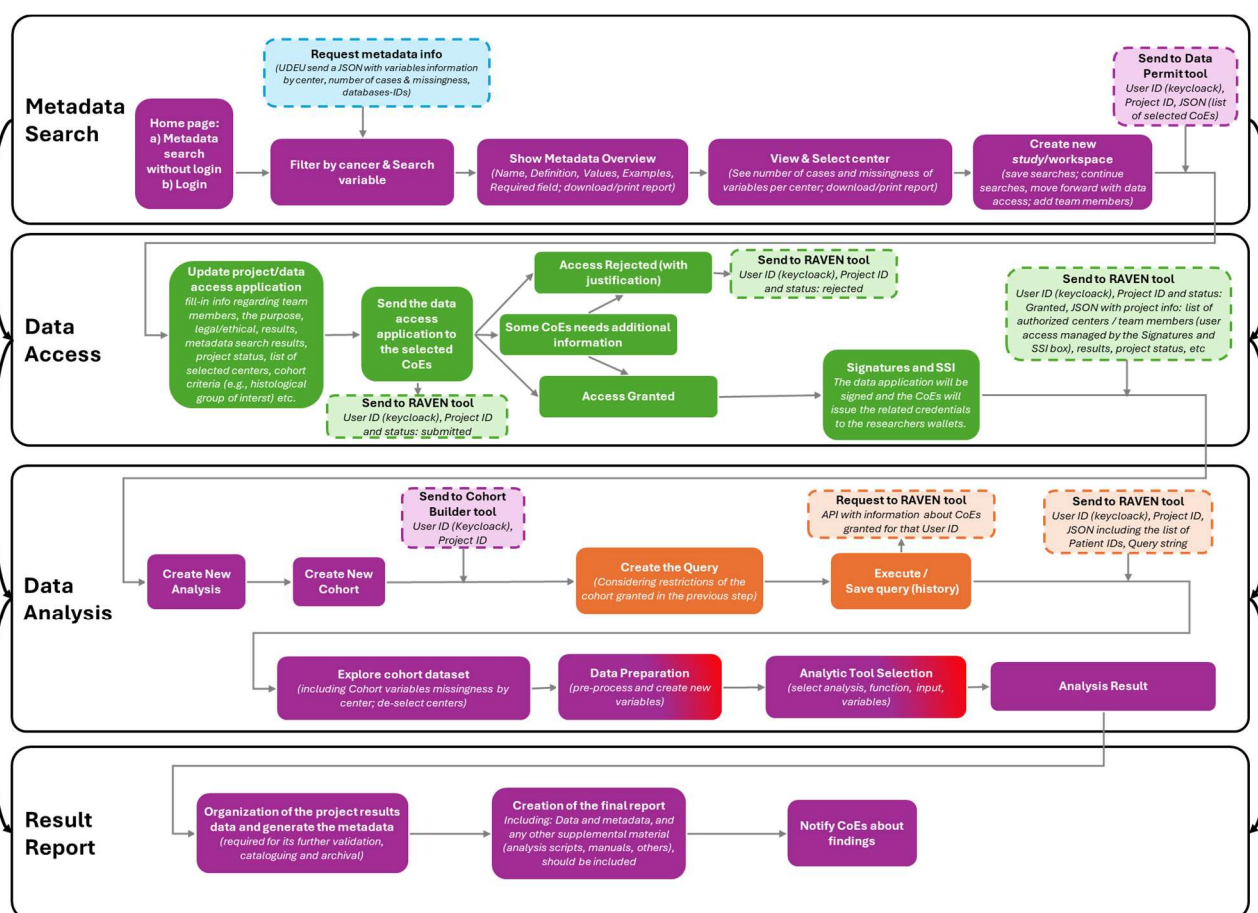 Metadata
Search
Request metadata info
(UDEU send a JSON with variables information
by center, number of cases & missingness,
databases-IDs)
Send to Data
Permit tool
User ID (keycloack),
Project ID, JSON (list
of selected CoEs)
Home page:
a) Metadata
search
without login
b) Login
Filter by cancer & Search
variable
Show Metadata Overview
(Name, Definition, Values, Examples,
Required field; download/print report)
View & Select center
(See number of cases and missingness of
variables per center; download/print report)
Create new
study/workspace
(save searches; continue
searches, move forward with data
access; add team members)
Data
Access
Update project/data
access application
fill-in info regarding team
members, the purpose,
legal/ethical, results,
metadata search results,
project status, list of
selected centers, cohort
criteria (e.g., histological
group of interst) etc.
Send the data
access
application to
the selected
CoEs
Send to RAVEN tool
User ID (keycloack), Project ID
and status: submitted
Access Rejected (with
justification)
Send to RAVEN tool
User ID (keycloack), Project ID
and status: rejected
Some CoEs needs additional
information
Access Granted
Signatures and SSI
The data application will be
signed and the CoEs will
issue the related credentials
to the researchers wallets.
Send to RAVEN tool
User ID (keycloack), Project ID and status:
Granted, JSON with project info: list of
authorized centers / team members (user
access managed by the Signatures and
SSI box), results, project status, etc
Data
Analysis
Send to Cohort
Builder tool
User ID (Keycloack),
Project ID
Request to RAVEN tool
API with information about CoEs
granted for that User ID
Send to RAVEN tool
User ID (keycloack), Project ID,
JSON including the list of
Patient IDs, Query string
Create New
Analysis
Create New
Cohort
Create the Query
(Considering restrictions of the
cohort granted in the previous step)
Execute /
Save query (history)
Explore cohort dataset
(including Cohort variables missingness by
center; de-select centers)
Data Preparation
(pre-process and create new
variables)
Analytic Tool Selection
(select analysis, function, input,
variables)
Analysis Result
Result
Report
Organization of the project results
data and generate the metadata
(required for its further validation,
cataloguing and archival)
Creation of the final report
Including: Data and metadata, and
any other supplemental material
(analysis scripts, manuals, others),
should be included
Notify CoEs about
findings